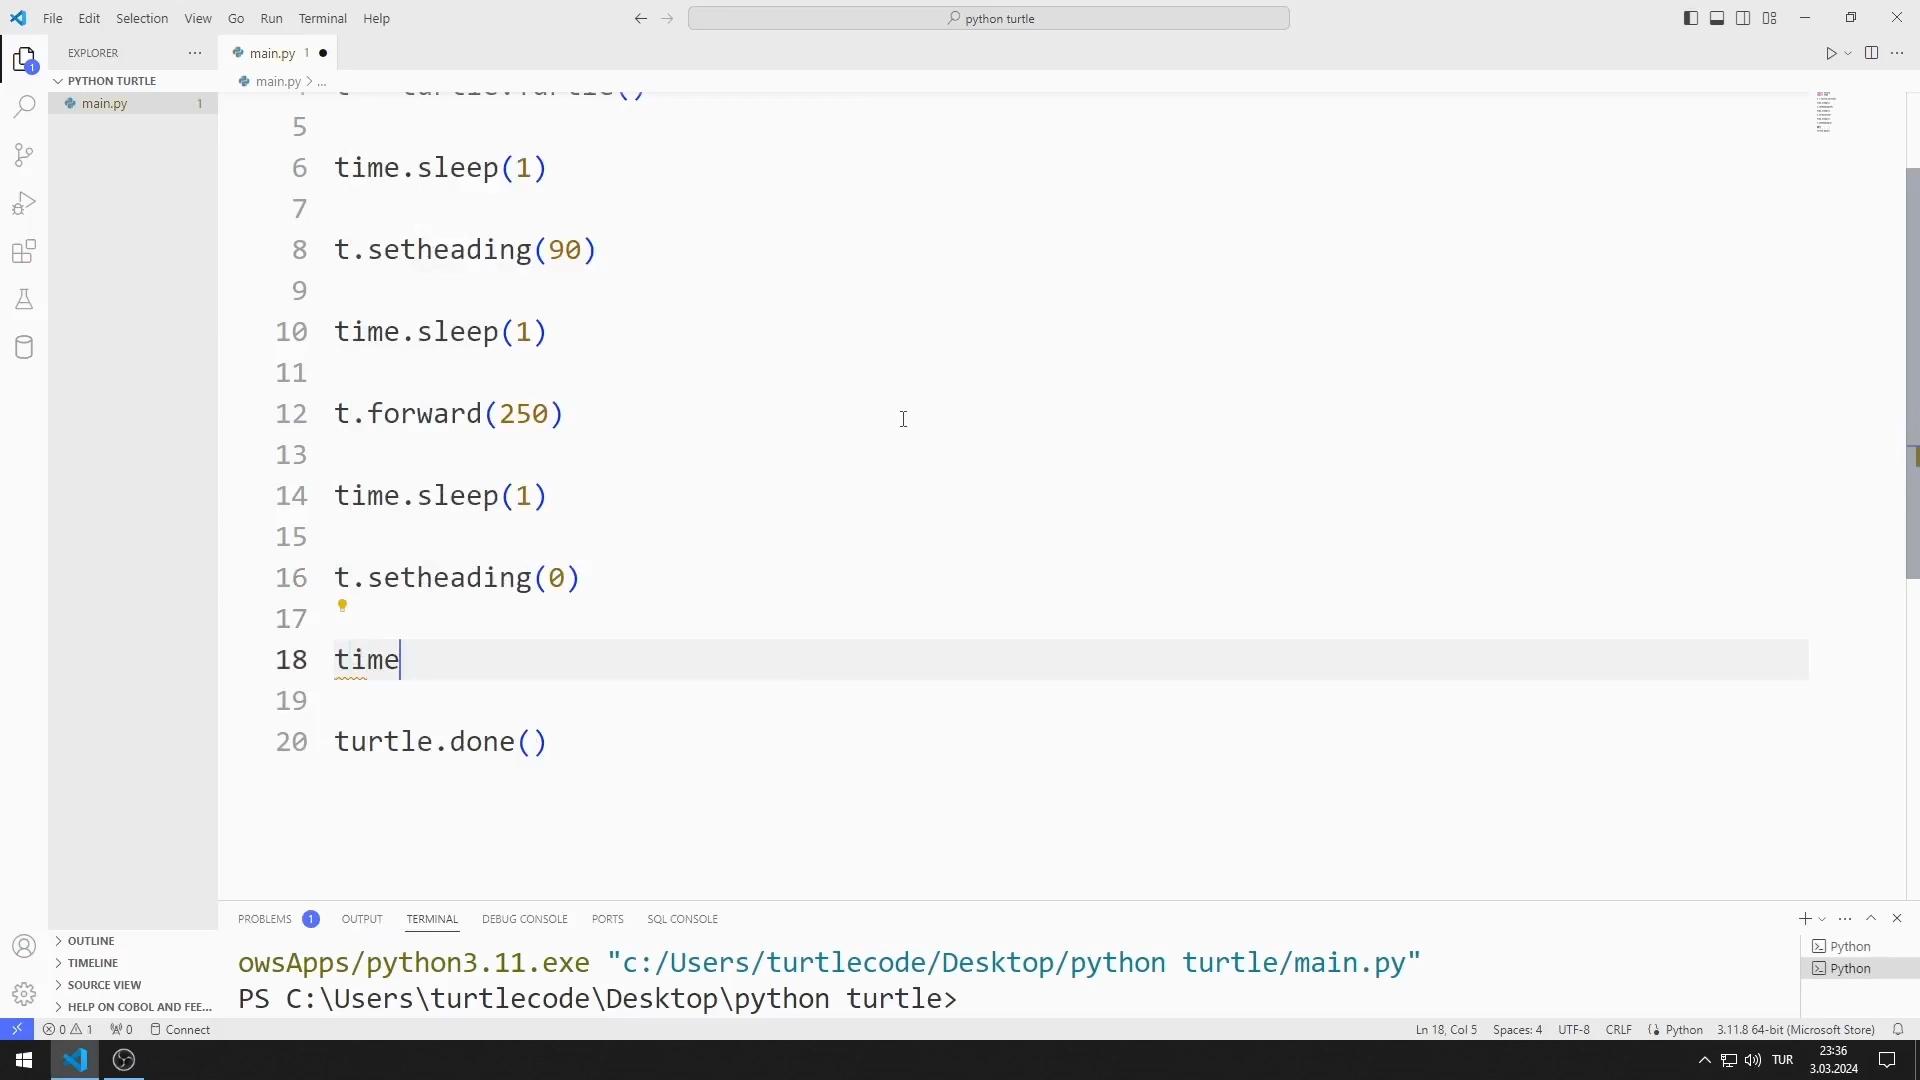 File Edit Selection View Go Run Terminal Help
python turtle
EXPLORER
main.py 1
PYTHON TURTLE
main.py > ...
main.py 1
1
5
6 time.sleep(1)
7
8 t.setheading(90)
9
10 time.sleep(1)
11
12 t.forward(250)
13
14 time.sleep(1)
15
16 t.setheading(0)
17
18 time
19
20 turtle.done()
PROBLEMS 1 OUTPUT TERMINAL DEBUG CONSOLE PORTS SQL CONSOLE
owsApps/python3.11.exe "c:/Users/turtlecode/Desktop/python turtle/main.py"
PS C:\Users\turtlecode\Desktop\python turtle>
Python
Python
OUTLINE
TIMELINE
SOURCE VIEW
HELP ON COBOL AND FEE...
0 1 0 Connect
Ln 18, Col 5 Spaces: 4 UTF-8 CRLF Python 3.11.8 64-bit (Microsoft Store)
TUR
23:36
3.03.2024